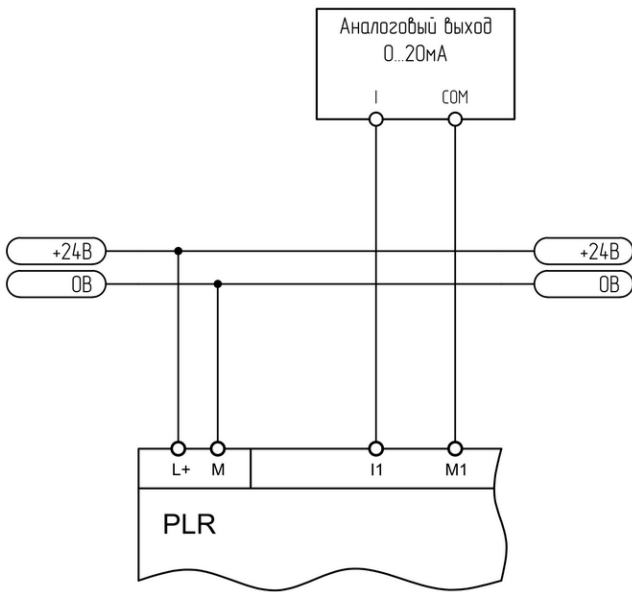 Аналоговый выход
0...20мА
I COM
+24В +24В
0В 0В
L+ M I1 M1
PLR